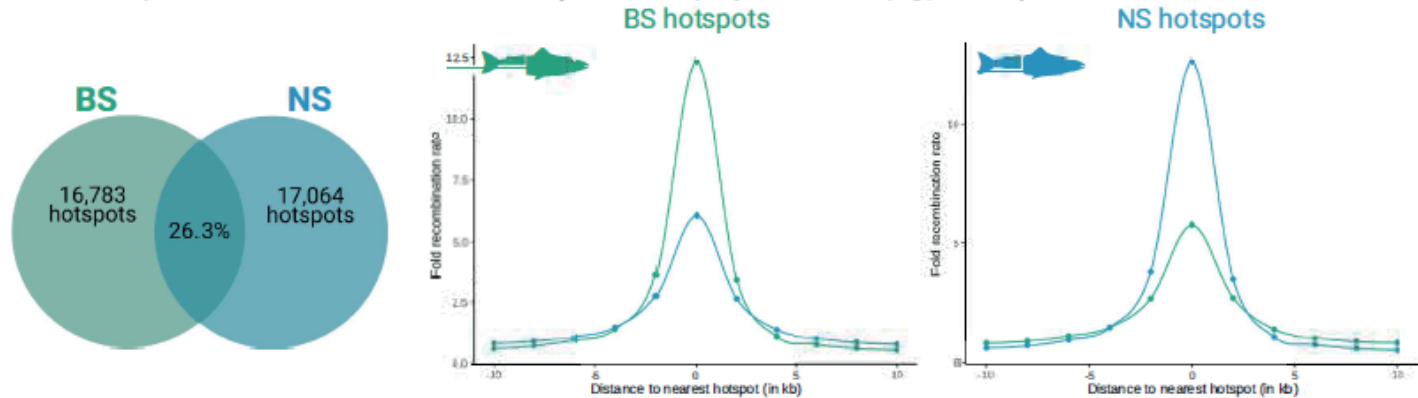 BS hotspots
NS hotspots
BS
NS
16,783
hotspots
17,064
hotspots
26.3%
Fold recombination rate
12.5
10.0
7.5
5.0
2.5
0.0
-10
-5
0
5
10
Distance to nearest hotspot (in kb)
Fold recombination rate
10
5
0
-10
-5
0
5
10
Distance to nearest hotspot (in kb)